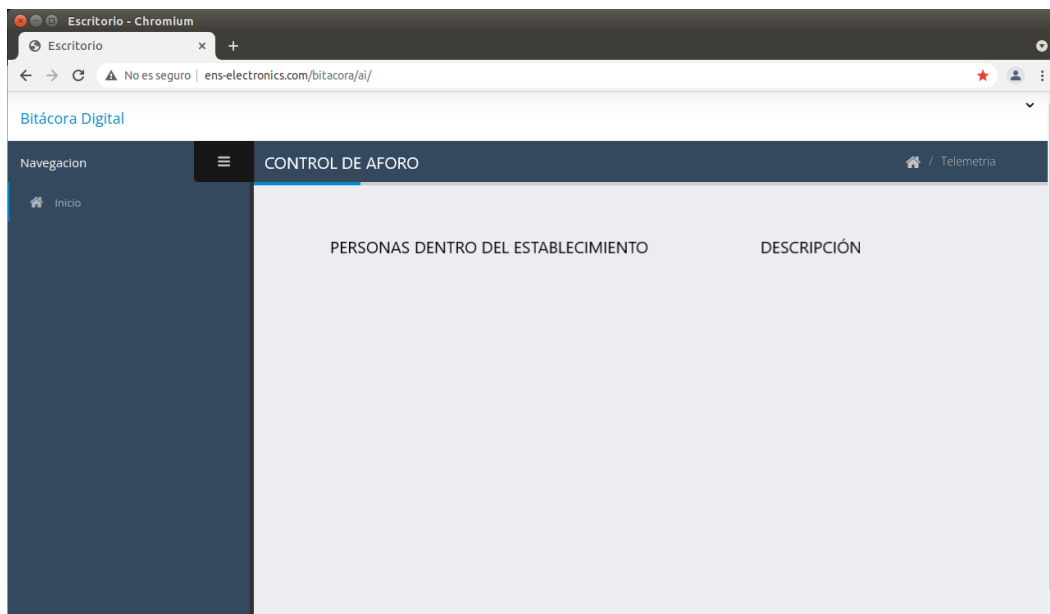 Escritorio - Chromium
Escritorio
No es seguro | ens-electronics.com/bitacora/ai/
Bitácora Digital
Navegacion
CONTROL DE AFORO
/ Telemetria
Inicio
PERSONAS DENTRO DEL ESTABLECIMIENTO
DESCRIPCIÓN